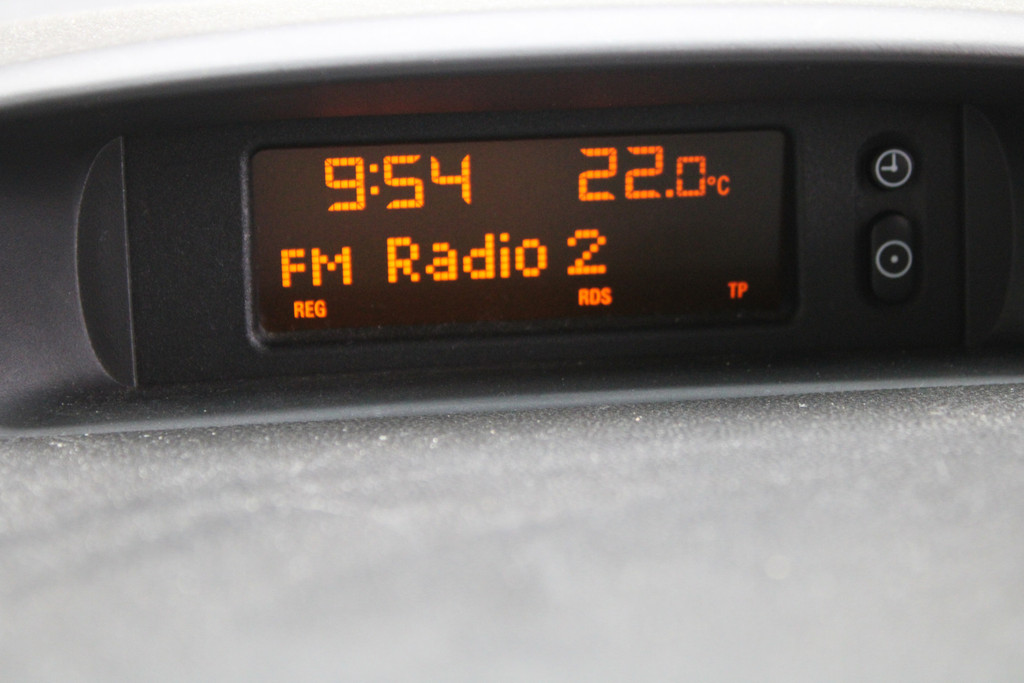 9:54 22.0°C
FM Radio 2
REG RDS TP